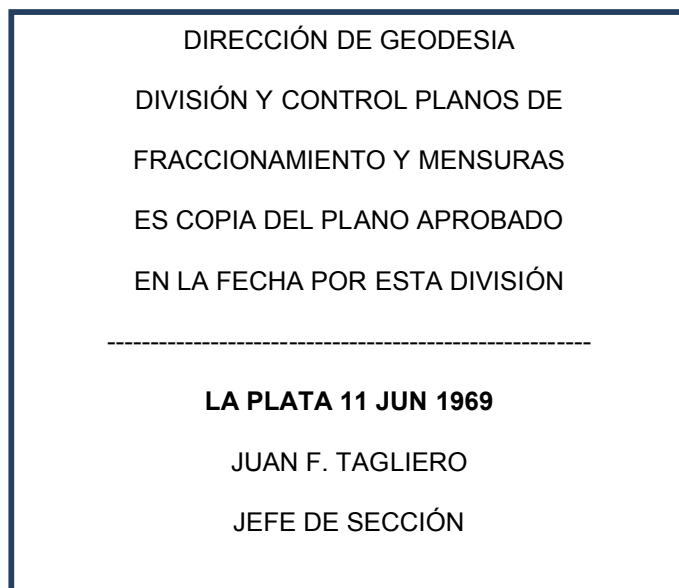 DIRECCIÓN DE GEODESIA
DIVISIÓN Y CONTROL PLANOS DE
FRACCIONAMIENTO Y MENSURAS
ES COPIA DEL PLANO APROBADO
EN LA FECHA POR ESTA DIVISIÓN
--------------------------------------------------------
LA PLATA 11 JUN 1969
JUAN F. TAGLIERO
JEFE DE SECCIÓN